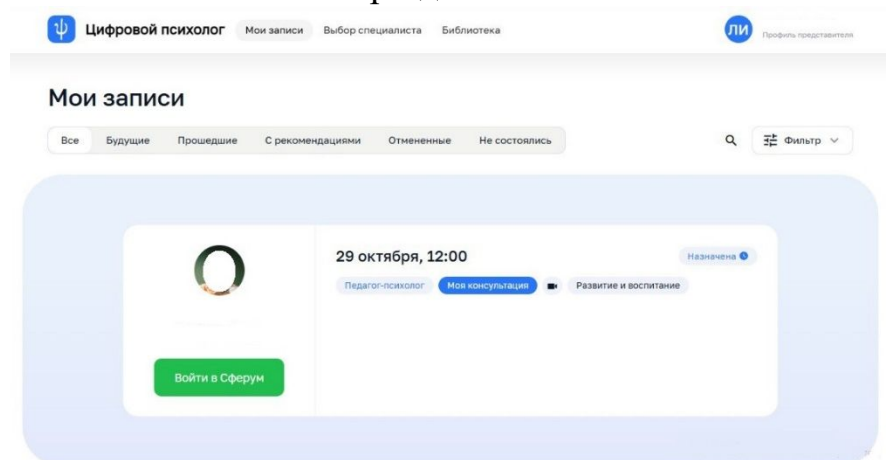 Цифровой психолог Мои записи Выбор специалиста Библиотека ЛИ Профиль представителя
Мои записи
Все Будущие Прошедшие С рекомендациями Отмененные Не состоялись Фильтр
29 октября, 12:00 Назначена
Педагог-психолог Моя консультация Развитие и воспитание
Войти в Сферум